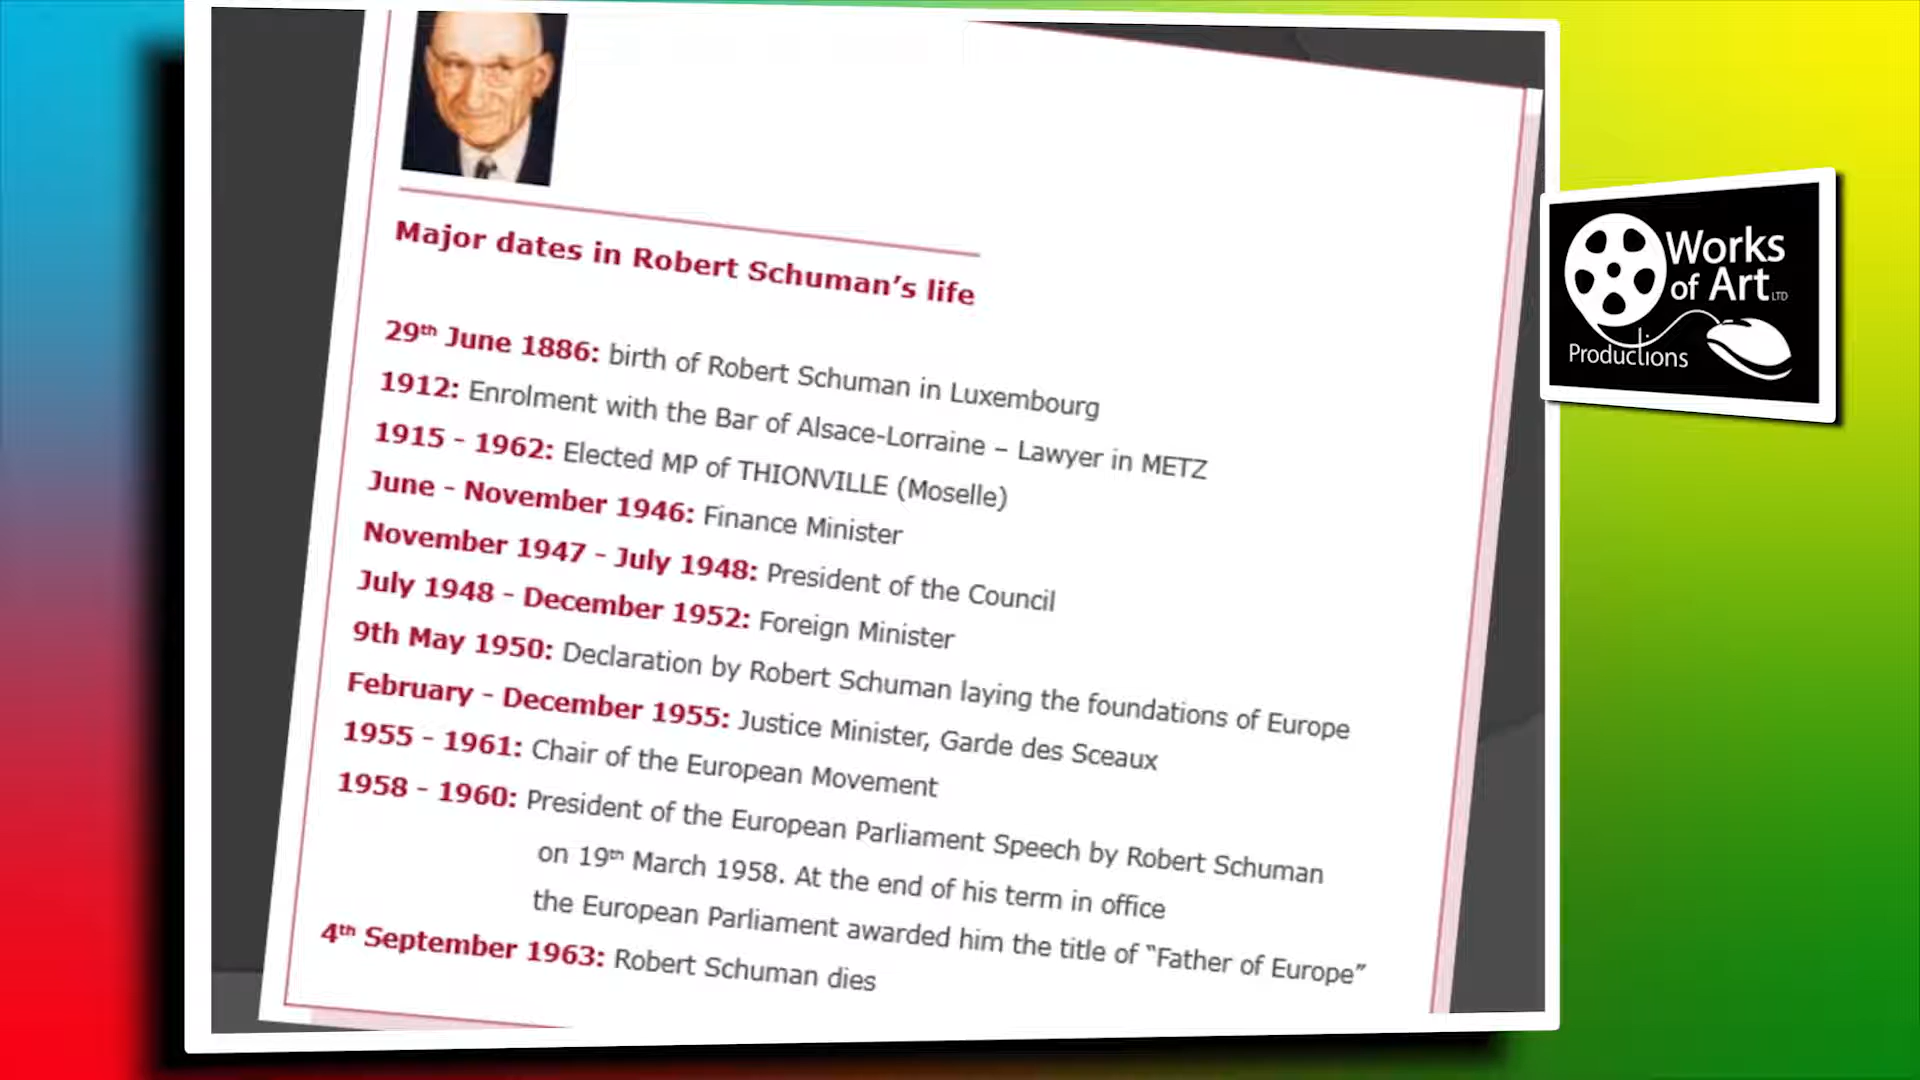 Major dates in Robert Schuman’s life
29th June 1886: birth of Robert Schuman in Luxembourg
1912: Enrolment with the Bar of Alsace-Lorraine – Lawyer in METZ
1915 - 1962: Elected MP of THIONVILLE (Moselle)
June - November 1946: Finance Minister
November 1947 - July 1948: President of the Council
July 1948 - December 1952: Foreign Minister
9th May 1950: Declaration by Robert Schuman laying the foundations of Europe
February - December 1955: Justice Minister, Garde des Sceaux
1955 - 1961: Chair of the European Movement
1958 - 1960: President of the European Parliament Speech by Robert Schuman
on 19th March 1958. At the end of his term in office
the European Parliament awarded him the title of “Father of Europe”
4th September 1963: Robert Schuman dies
Works
of Art LTD
Productions